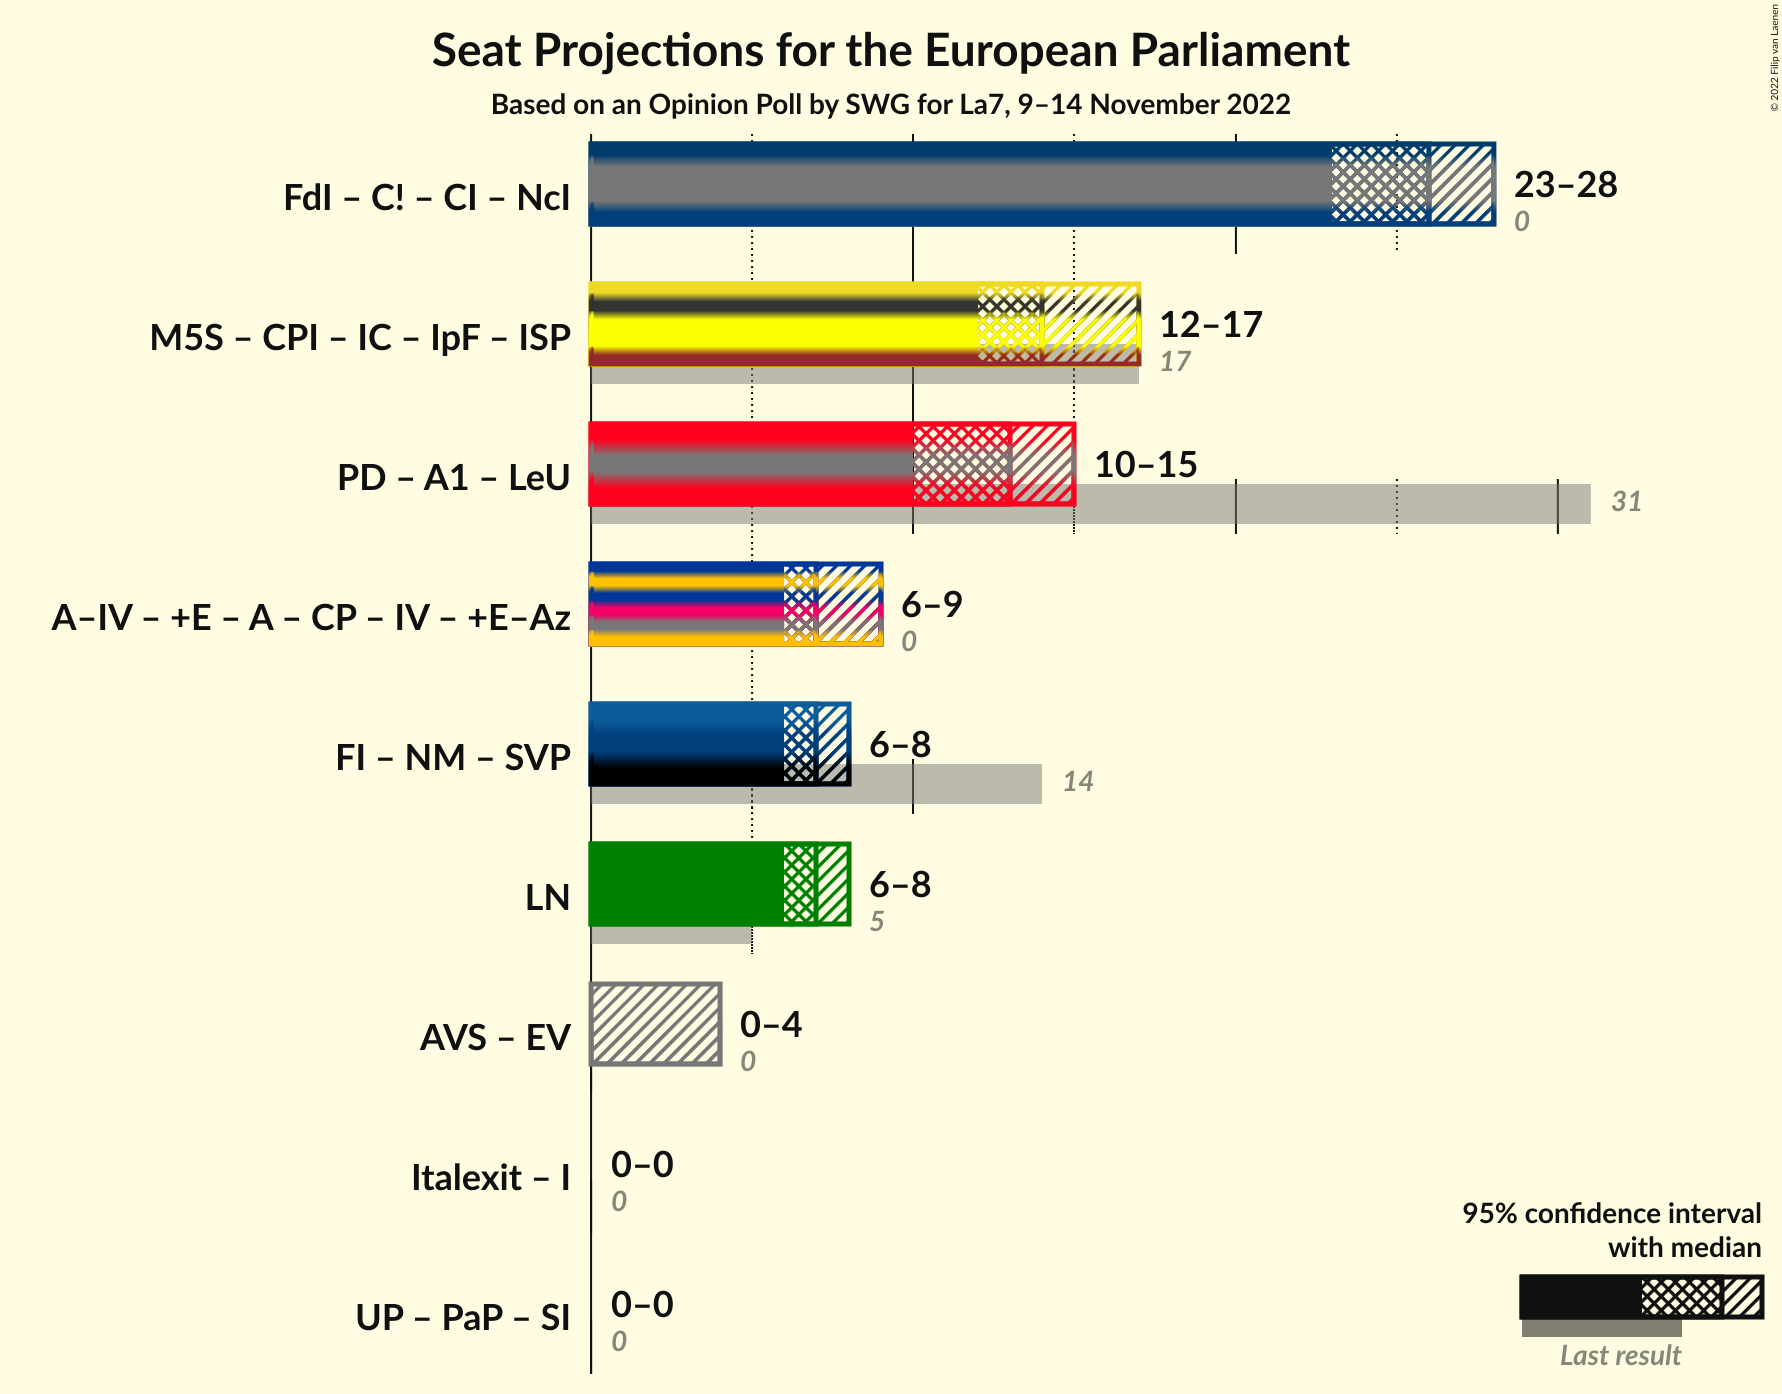 Seat Projections for the European Parliament
Based on an Opinion Poll by SWG for La7, 9–14 November 2022
© 2022 Filip van Laenen
FdI – C! – CI – NcI
23–28
0
M5S – CPI – IC – IpF – ISP
12–17
17
PD – A1 – LeU
10–15
31
A–IV – +E – A – CP – IV – +E–Az
6–9
0
FI – NM – SVP
6–8
14
LN
6–8
5
AVS – EV
0–4
0
Italexit – I
0–0
0
UP – PaP – SI
0–0
0
95% confidence interval
with median
Last result